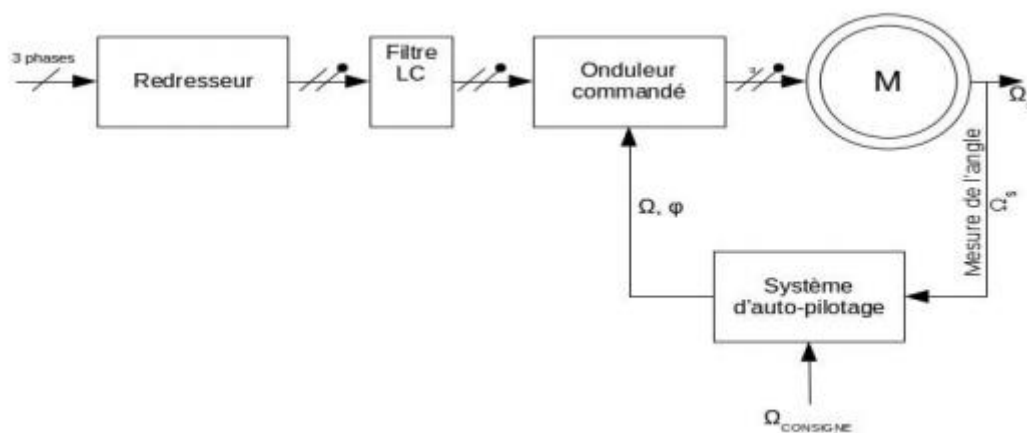 3 phases
Redresseur
Filtre
LC
Onduleur
commandé
3
M
Ω
Mesure de l'angle
Ωs
Ω, φ
Système
d'auto-pilotage
ΩCONSIGNE